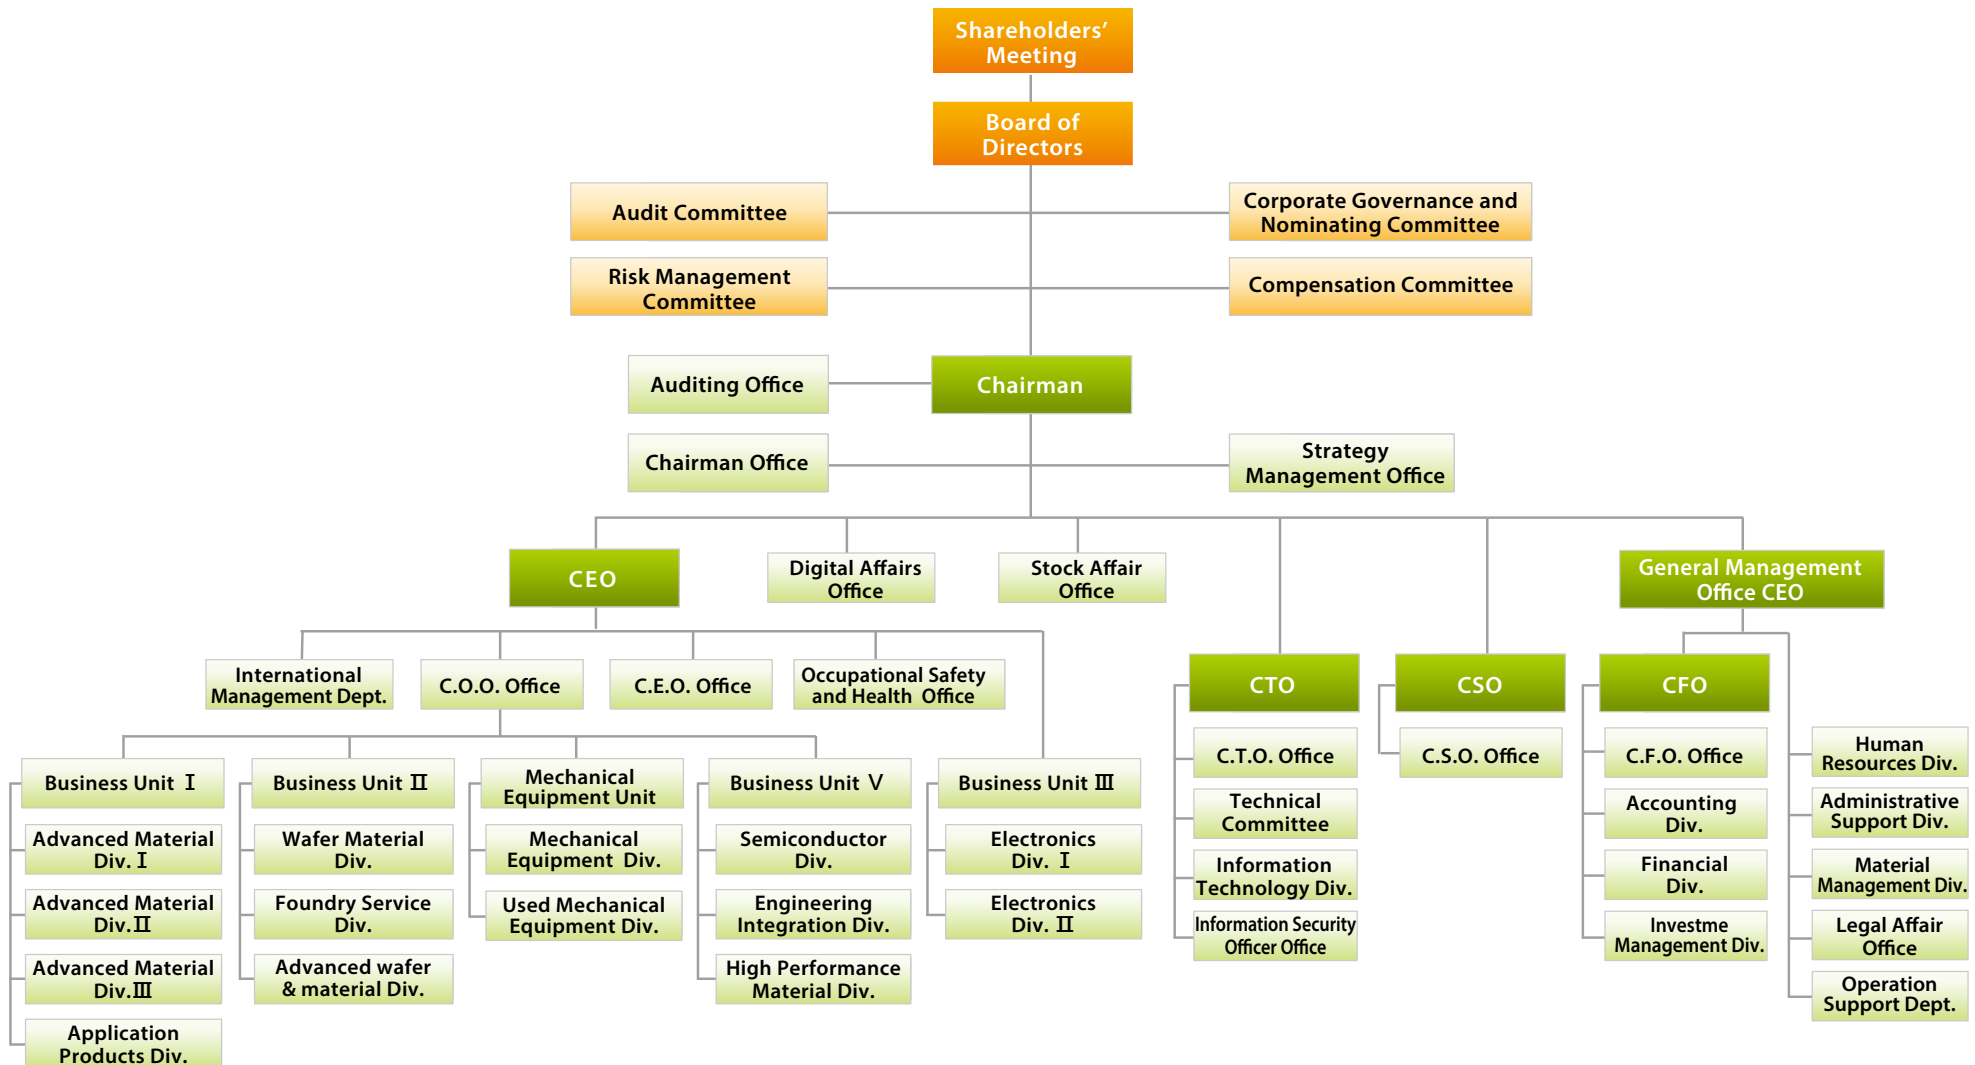 Shareholders’
Meeting
Board of
Directors
Audit Committee
Corporate Governance and
Nominating Committee
Risk Management
Committee
Compensation Committee
Auditing Office
Chairman
Chairman Office
Strategy
Management Office
CEO
Digital Affairs
Office
Stock Affair
Office
General Management
Office CEO
International
Management Dept.
C.O.O. Office
C.E.O. Office
Occupational Safety
and Health Office
CTO
CSO
CFO
Business Unit Ⅰ
Advanced Material
Div. Ⅰ
Advanced Material
Div.Ⅱ
Advanced Material
Div.Ⅲ
Application
Products Div.
Business Unit Ⅱ
Wafer Material
Div.
Foundry Service
Div.
Advanced wafer
& material Div.
Mechanical
Equipment Unit
Mechanical
Equipment Div.
Used Mechanical
Equipment Div.
Business Unit Ⅴ
Semiconductor
Div.
Engineering
Integration Div.
High Performance
Material Div.
Business Unit Ⅲ
Electronics
Div. Ⅰ
Electronics
Div. Ⅱ
C.T.O. Office
Technical
Committee
Information
Technology Div.
Information Security
Officer Office
C.S.O. Office
C.F.O. Office
Accounting
Div.
Financial
Div.
Investme
Management Div.
Human
Resources Div.
Administrative
Support Div.
Material
Management Div.
Legal Affair
Office
Operation
Support Dept.